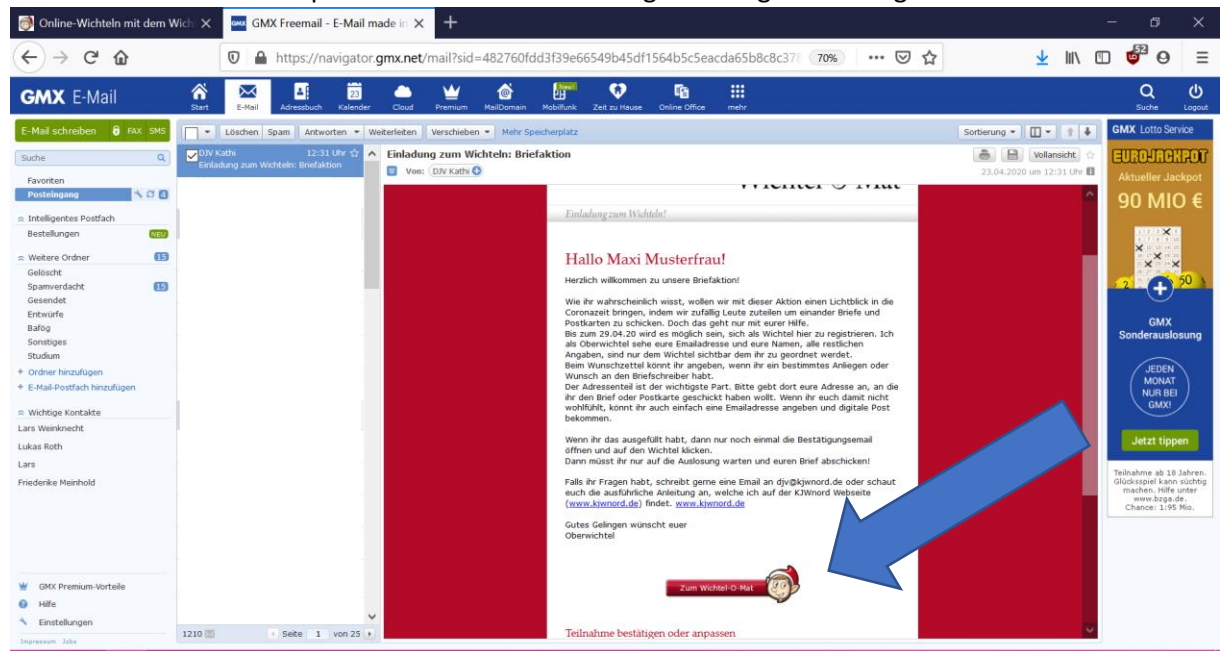 Online-Wichteln mit dem Wich
GMX Freemail - E-Mail made in
https://navigator.gmx.net/mail?sid=482760fdd3f39e66549b45df1564b5c5eacda65b8c8c378
70%
52
GMX E-Mail
Start
E-Mail
Adressbuch
23
Kalender
Cloud
Premium
MailDomain
Neu!
Mobilfunk
Zeit zu Hause
Online Office
mehr
Suche
Logout
E-Mail schreiben
FAX
SMS
Suche
Favoriten
Posteingang
4
Intelligentes Postfach
Bestellungen
NEU
Weitere Ordner
15
Gelöscht
Spamverdacht
15
Gesendet
Entwürfe
Bafög
Sonstiges
Studium
+ Ordner hinzufügen
+ E-Mail-Postfach hinzufügen
Wichtige Kontakte
Lars Weinknecht
Lukas Roth
Lars
Friederike Meinhold
GMX Premium-Vorteile
Hilfe
Einstellungen
Impressum Jobs
Löschen
Spam
Antworten
Weiterleiten
Verschieben
Mehr Speicherplatz
Sortierung
DJV Kathi 12:31 Uhr
Einladung zum Wichteln: Briefaktion
1210
Seite 1 von 25
Einladung zum Wichteln: Briefaktion
Von: DJV Kathi
Vollansicht
23.04.2020 um 12:31 Uhr
Einladung zum Wichteln!
Hallo Maxi Musterfrau!
Herzlich willkommen zu unsere Briefaktion!
Wie ihr wahrscheinlich wisst, wollen wir mit dieser Aktion einen Lichtblick in die
Coronazeit bringen, indem wir zufällig Leute zuteilen um einander Briefe und
Postkarten zu schicken. Doch das geht nur mit eurer Hilfe.
Bis zum 29.04.20 wird es möglich sein, sich als Wichtel hier zu registrieren. Ich
als Oberwichtel sehe eure Emailadresse und eure Namen, alle restlichen
Angaben, sind nur dem Wichtel sichtbar dem ihr zu geordnet werdet.
Beim Wunschzettel könnt ihr angeben, wenn ihr ein bestimmtes Anliegen oder
Wunsch an den Briefschreiber habt.
Der Adressenteil ist der wichtigste Part. Bitte gebt dort eure Adresse an, an die
ihr den Brief oder Postkarte geschickt haben wollt. Wenn ihr euch damit nicht
wohlfühlt, könnt ihr auch einfach eine Emailadresse angeben und digitale Post
bekommen.
Wenn ihr das ausgefüllt habt, dann nur noch einmal die Bestätigungsemail
öffnen und auf den Wichtel klicken.
Dann müsst ihr nur auf die Auslosung warten und euren Brief abschicken!
Falls ihr Fragen habt, schreibt gerne eine Email an djv@kjwnord.de oder schaut
euch die ausführliche Anleitung an, welche ich auf der KJWnord Webseite
(www.kjwnord.de) findet. www.kjwnord.de
Gutes Gelingen wünscht euer
Oberwichtel
Zum Wichtel-O-Mat
Teilnahme bestätigen oder anpassen
GMX Lotto Service
EUROJACKPOT
Aktueller Jackpot
90 MIO €
GMX
Sonderauslosung
JEDEN
MONAT
NUR BEI
GMX!
Jetzt tippen
Teilnahme ab 18 Jahren.
Glücksspiel kann süchtig
machen. Hilfe unter
www.bzga.de.
Chance: 1:95 Mio.